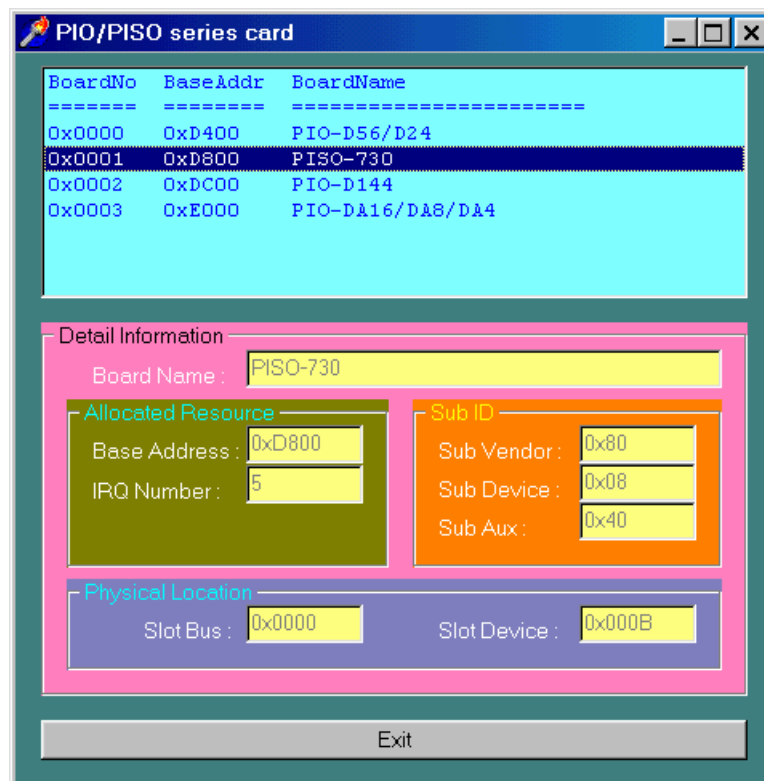 PIO/PISO series card
BoardNo BaseAddr BoardName
======= ======== =======================
0x0000 0xD400 PIO-D56/D24
0x0001 0xD800 PISO-730
0x0002 0xDC00 PIO-D144
0x0003 0xE000 PIO-DA16/DA8/DA4
Detail Information
Board Name : PISO-730
Allocated Resource
Base Address : 0xD800
IRQ Number : 5
Sub ID
Sub Vendor : 0x80
Sub Device : 0x08
Sub Aux : 0x40
Physical Location
Slot Bus : 0x0000
Slot Device : 0x000B
Exit